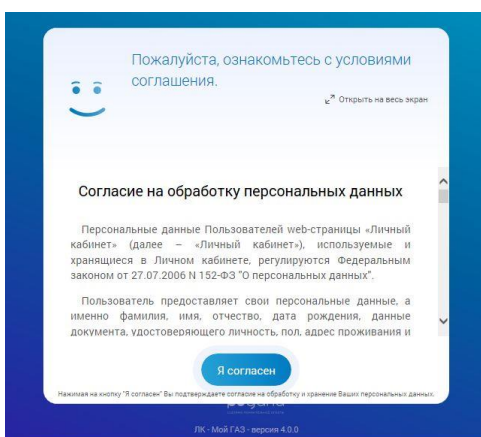 Пожалуйста, ознакомьтесь с условиями
соглашения.
Открыть на весь экран
Согласие на обработку персональных данных
Персональные данные Пользователей web-страницы «Личный
кабинет» (далее – «Личный кабинет»), используемые и
хранящиеся в Личном кабинете, регулируются Федеральным
законом от 27.07.2006 N 152-ФЗ "О персональных данных".
Пользователь предоставляет свои персональные данные, а
именно фамилия, имя, отчество, дата рождения, данные
документа, удостоверяющего личность, пол, адрес проживания и
Я согласен
Нажимая на кнопку "Я согласен" Вы подтверждаете согласие на обработку и хранение Ваших персональных данных.
ЛК - Мой ГАЗ - версия 4.0.0